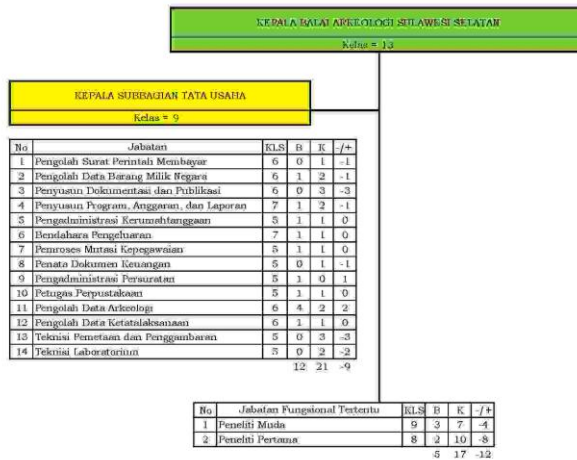 KEPALA BALAI ARKEOLOGI SULAWESI SELATAN
Kelas = 13
KEPALA SUBBAGIAN TATA USAHA
Kelas = 9
No Jabatan KLS B K -/+
1 Pengolah Surat Perintah Membayar 6 0 1 -1
2 Pengolah Data Barang Milik Negara 6 1 2 -1
3 Penyusun Dokumentasi dan Publikasi 6 0 3 -3
4 Penyusun Program, Anggaran, dan Laporan 7 1 2 -1
5 Pengadministrasi Kerumahtanggaan 5 1 1 0
6 Bendahara Pengeluaran 7 1 1 0
7 Pemroses Mutasi Kepegawaian 5 1 1 0
8 Penata Dokumen Keuangan 5 0 1 -1
9 Pengadministrasi Persuratan 5 1 0 1
10 Petugas Perpustakaan 5 1 1 0
11 Pengolah Data Arkeologi 6 4 2 2
12 Pengolah Data Ketatalaksanaan 6 1 1 0
13 Teknisi Pemetaan dan Penggambaran 5 0 3 -3
14 Teknisi Laboratorium 5 0 2 -2
12 21 -9
No Jabatan Fungsional Tertentu KLS B K -/+
1 Peneliti Muda 9 3 7 -4
2 Peneliti Pertama 8 2 10 -8
5 17 -12